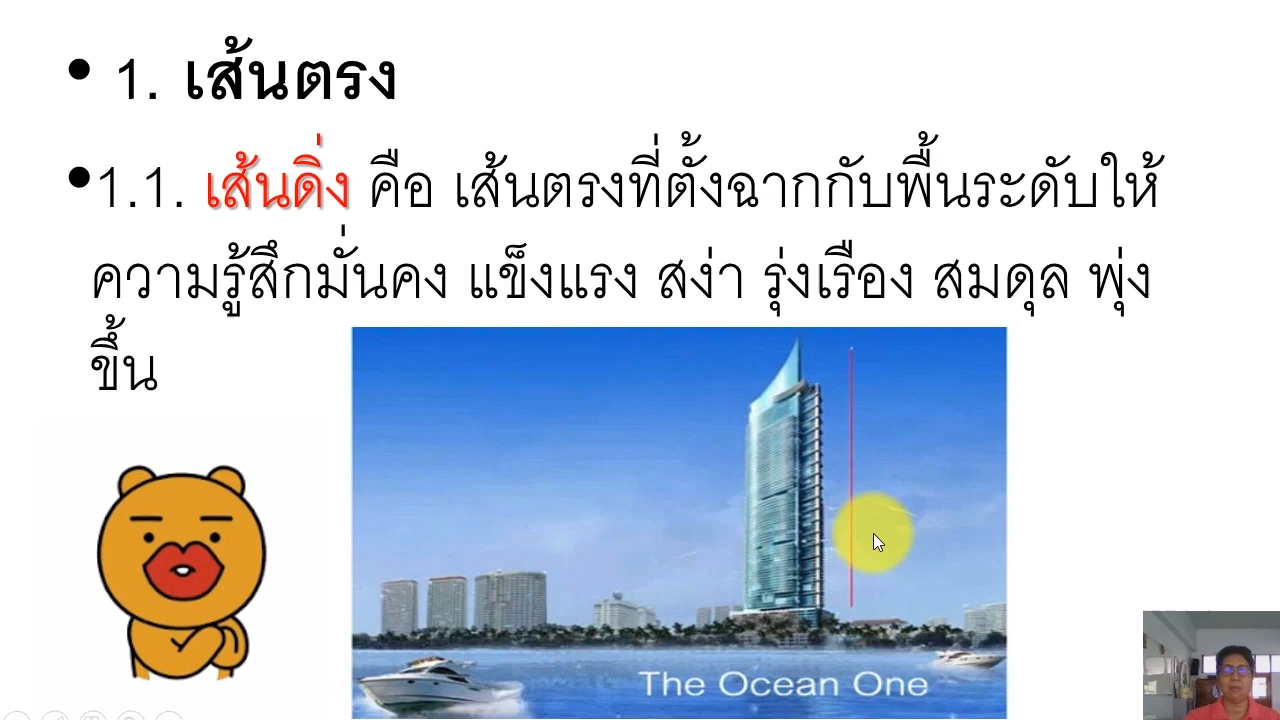 • 1. เส้นตรง
•1.1. เส้นดิ่ง คือ เส้นตรงที่ตั้งฉากกับพื้นระดับให้
ความรู้สึกมั่นคง แข็งแรง สง่า รุ่งเรือง สมดุล พุ่ง
ขึ้น
The Ocean One